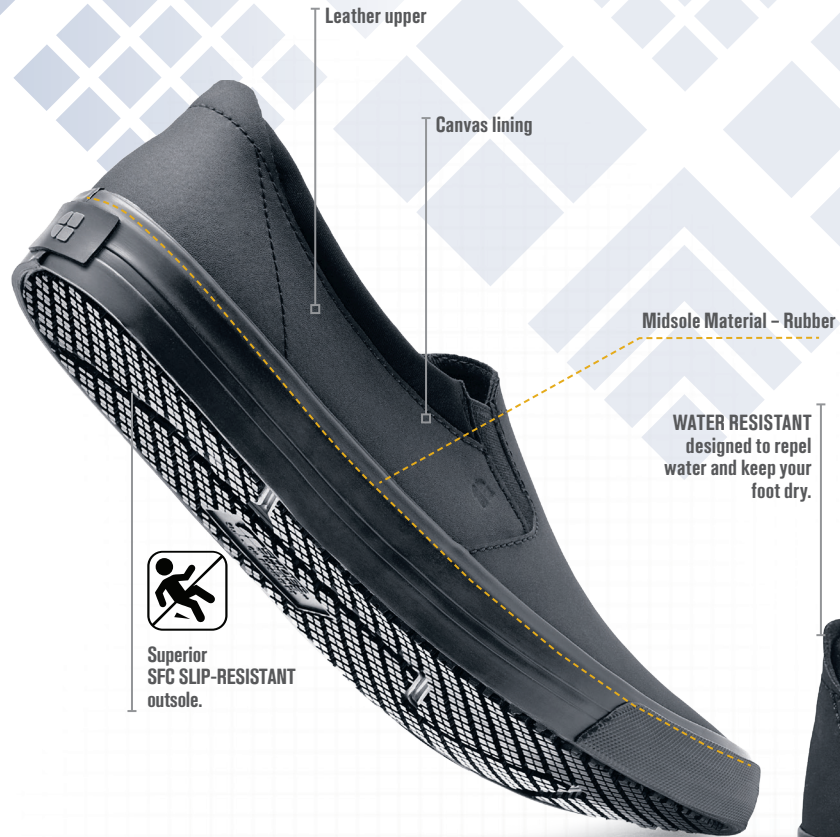 Leather upper
Canvas lining
Midsole Material – Rubber
WATER RESISTANT
designed to repel
water and keep your
foot dry.
Superior
SFC SLIP-RESISTANT
outsole.